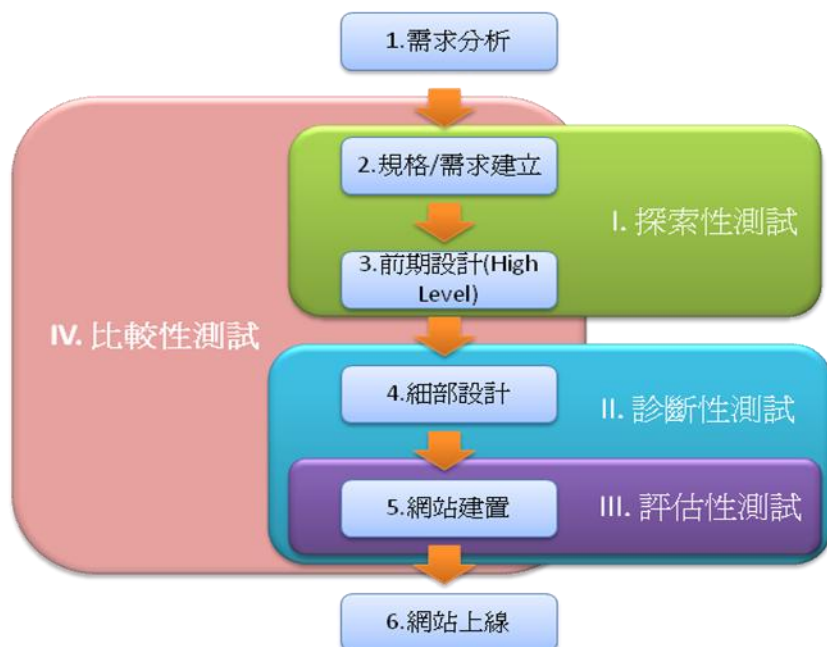 1.需求分析
2.規格/需求建立
I. 探索性測試
3.前期設計(High
Level)
IV. 比較性測試
4.細部設計
II. 診斷性測試
5.網站建置
III. 評估性測試
6.網站上線